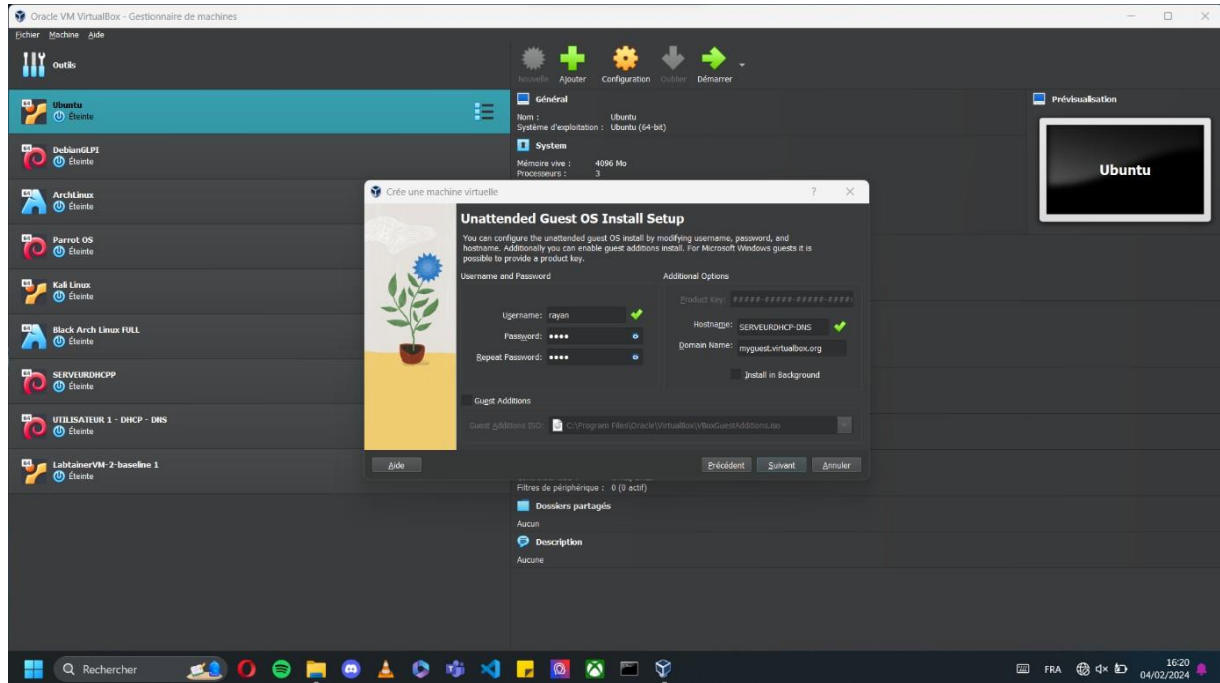 Oracle VM VirtualBox - Gestionnaire de machines
Fichier Machine Aide
Outils
Nouvelle Ajouter Configuration Oublier Démarrer
Ubuntu
Éteinte
DebianGLPI
Éteinte
ArchLinux
Éteinte
Parrot OS
Éteinte
Kali Linux
Éteinte
Black Arch Linux FULL
Éteinte
SERVEURDHCPP
Éteinte
UTILISATEUR 1 - DHCP - DNS
Éteinte
LabtainerVM-2-baseline 1
Éteinte
Général
Nom : Ubuntu
Système d'exploitation : Ubuntu (64-bit)
System
Mémoire vive : 4096 Mo
Processeurs : 3
Prévisualisation
Ubuntu
Crée une machine virtuelle
Unattended Guest OS Install Setup
You can configure the unattended guest OS install by modifying username, password, and
hostname. Additionally you can enable guest additions install. For Microsoft Windows guests it is
possible to provide a product key.
Username and Password
Username: rayan
Password: ••••
Repeat Password: ••••
Additional Options
Product Key: #####-#####-#####-#####-####
Hostname: SERVEURDHCP-DNS
Domain Name: myguest.virtualbox.org
Install in Background
Guest Additions
Guest Additions ISO: C:\Program Files\Oracle\VirtualBox\VBoxGuestAdditions.iso
Aide Précédent Suivant Annuler
Filtres de périphérique : 0 (0 actif)
Dossiers partagés
Aucun
Description
Aucune
Rechercher
FRA
16:20
04/02/2024